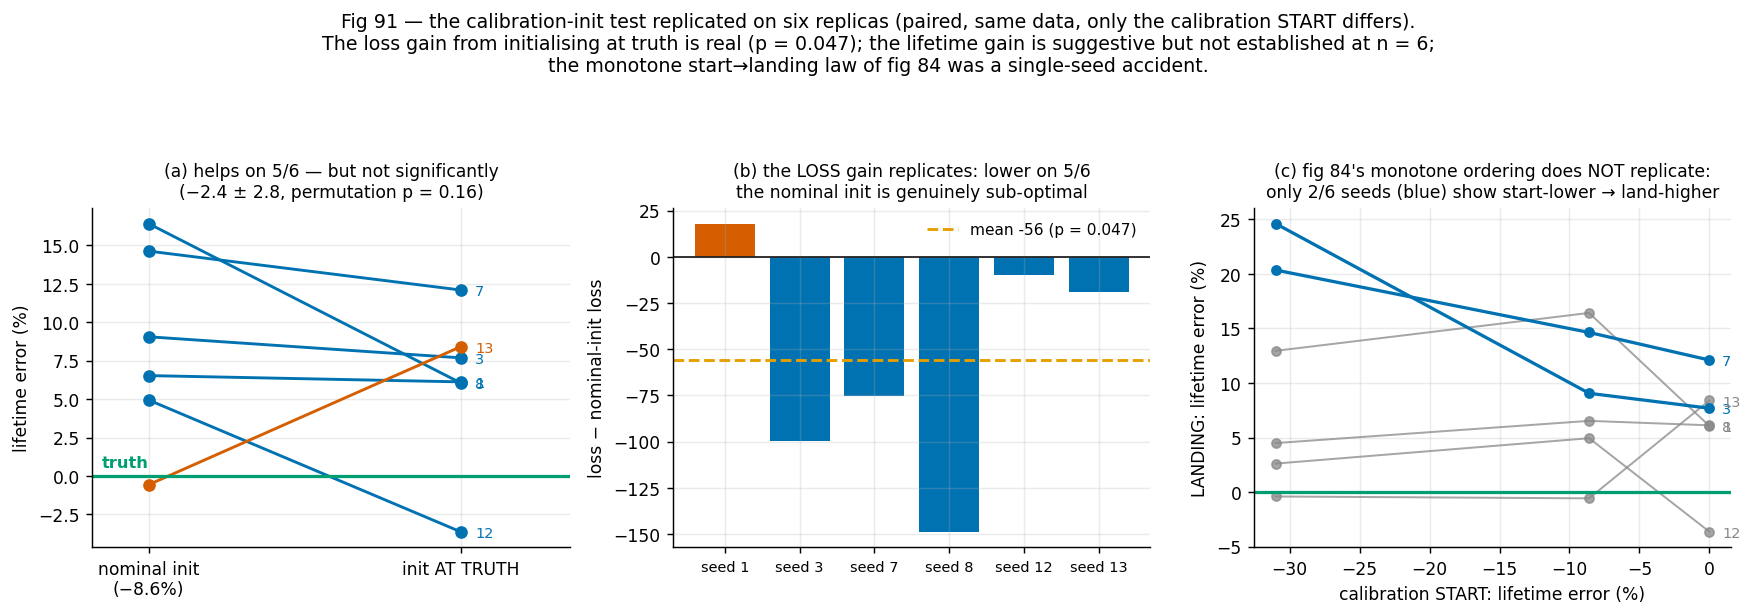 Fig 91 — the calibration-init test replicated on six replicas (paired, same data, only the calibration START differs).
The loss gain from initialising at truth is real (p = 0.047); the lifetime gain is suggestive but not established at n = 6;
the monotone start→landing law of fig 84 was a single-seed accident.
(a) helps on 5/6 — but not significantly
(−2.4 ± 2.8, permutation p = 0.16)
lifetime error (%)
15.0
12.5
10.0
7.5
5.0
2.5
0.0
−2.5
truth
7
13
3
8
12
nominal init
(−8.6%)
init AT TRUTH
(b) the LOSS gain replicates: lower on 5/6
the nominal init is genuinely sub-optimal
loss − nominal-init loss
25
0
−25
−50
−75
−100
−125
−150
mean -56 (p = 0.047)
seed 1
seed 3
seed 7
seed 8
seed 12
seed 13
(c) fig 84's monotone ordering does NOT replicate:
only 2/6 seeds (blue) show start-lower → land-higher
LANDING: lifetime error (%)
25
20
15
10
5
0
−5
7
13
3
8
12
−30
−25
−20
−15
−10
−5
0
calibration START: lifetime error (%)